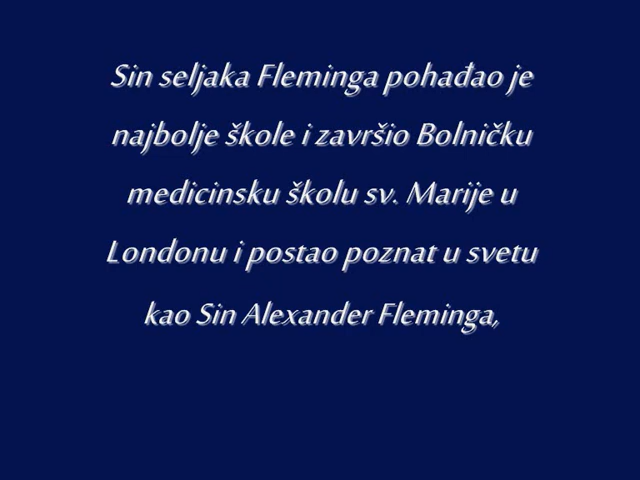 Sin seljaka Fleminga pohađao je
najbolje škole i završio Bolničku
medicinsku školu sv. Marije u
Londonu i postao poznat u svetu
kao Sin Alexander Fleminga,